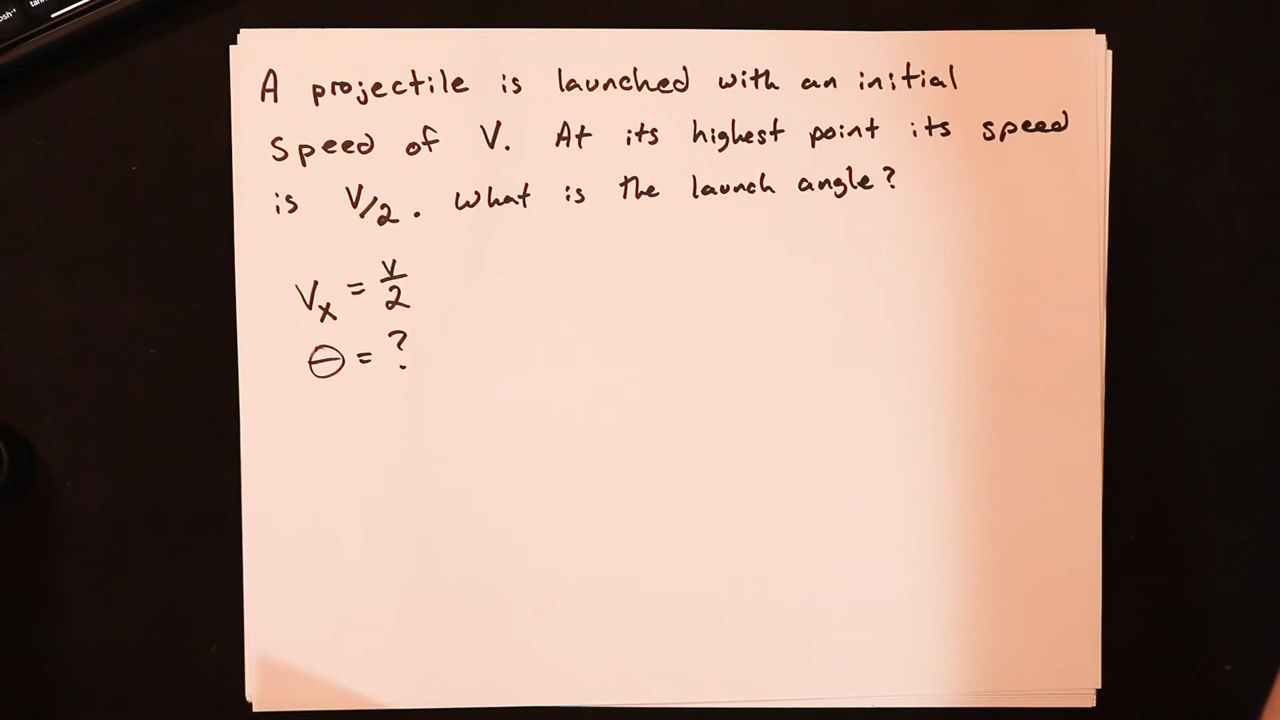 A projectile is launched with an initial
speed of V. At its highest point its speed
is V/2. What is the launch angle?
Vx = V/2
θ = ?